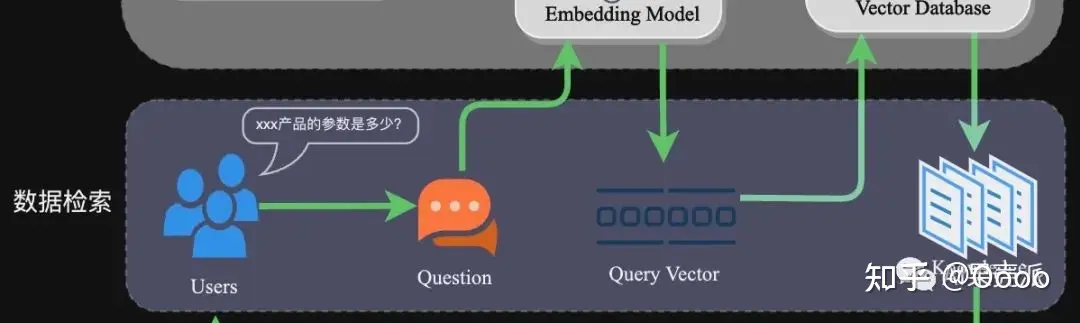 Embedding Model
Vector Database
xxx产品的参数是多少?
数据检索
Users
Question
Query Vector
知乎 @Gooo